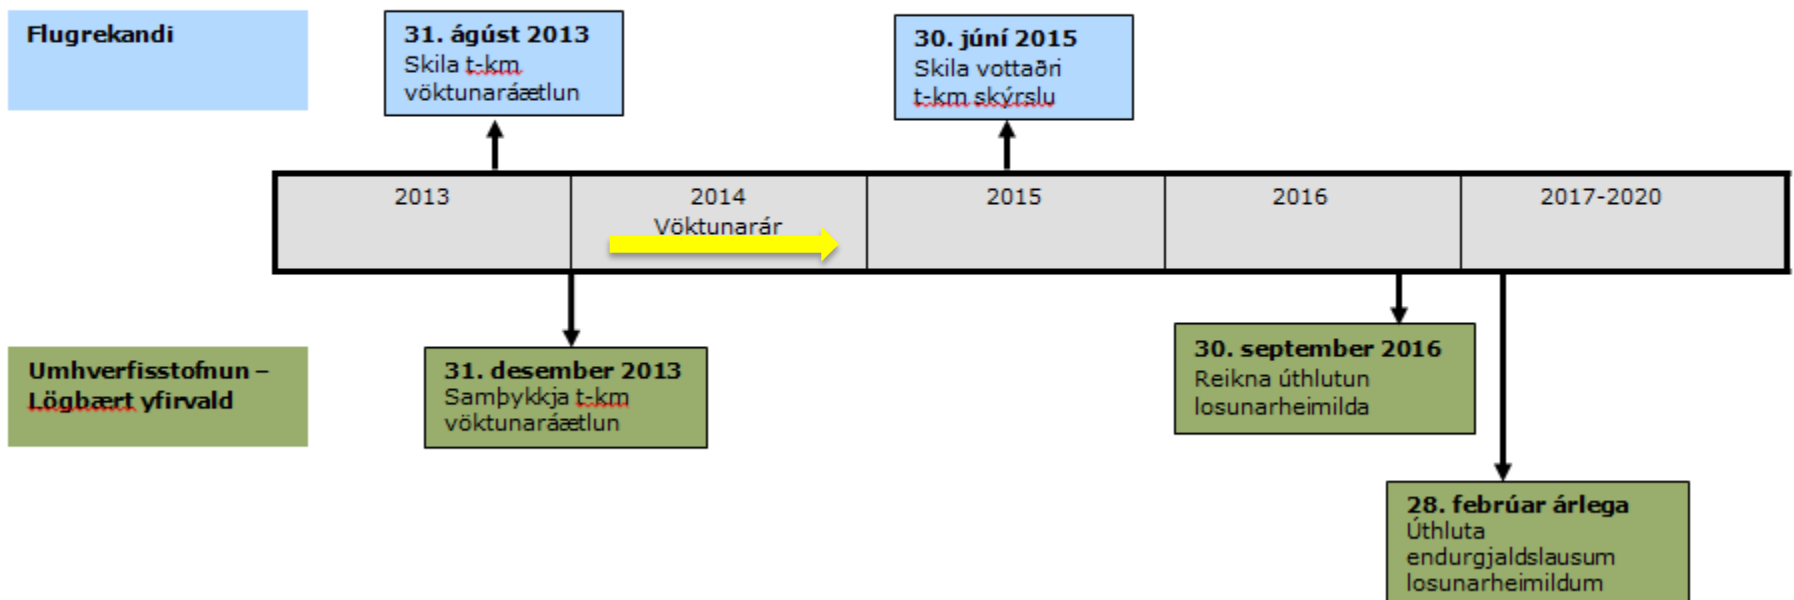 Flugrekandi
31. ágúst 2013
Skila t-km
vöktunaráætlun
30. júní 2015
Skila vottaðri
t-km skýrslu
2013
2014
Vöktunarár
2015
2016
2017-2020
Umhverfisstofnun –
Lögbært yfirvald
31. desember 2013
Samþykkja t-km
vöktunaráætlun
30. september 2016
Reikna úthlutun
losunarheimilda
28. febrúar árlega
Úthluta
endurgjaldslausum
losunarheimildum